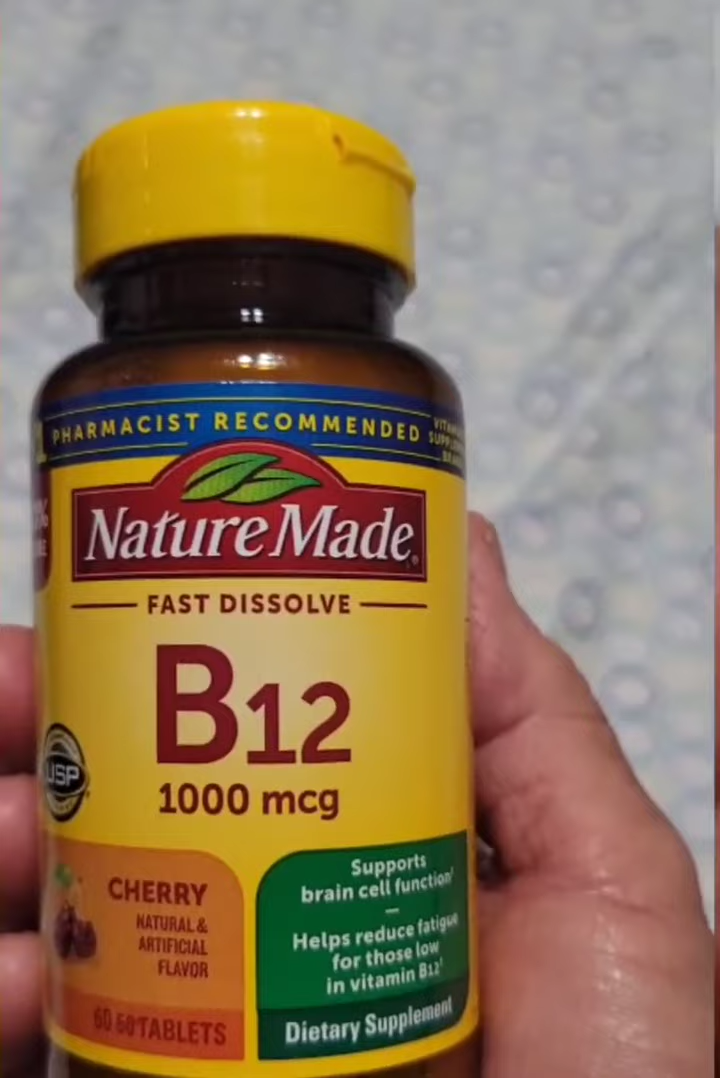 PHARMACIST RECOMMENDED
Nature Made®
FAST DISSOLVE
B12
1000 mcg
USP
CHERRY
NATURAL &
ARTIFICIAL
FLAVOR
60 TABLETS
Supports
brain cell function†
Helps reduce fatigue
for those low
in vitamin B12†
Dietary Supplement